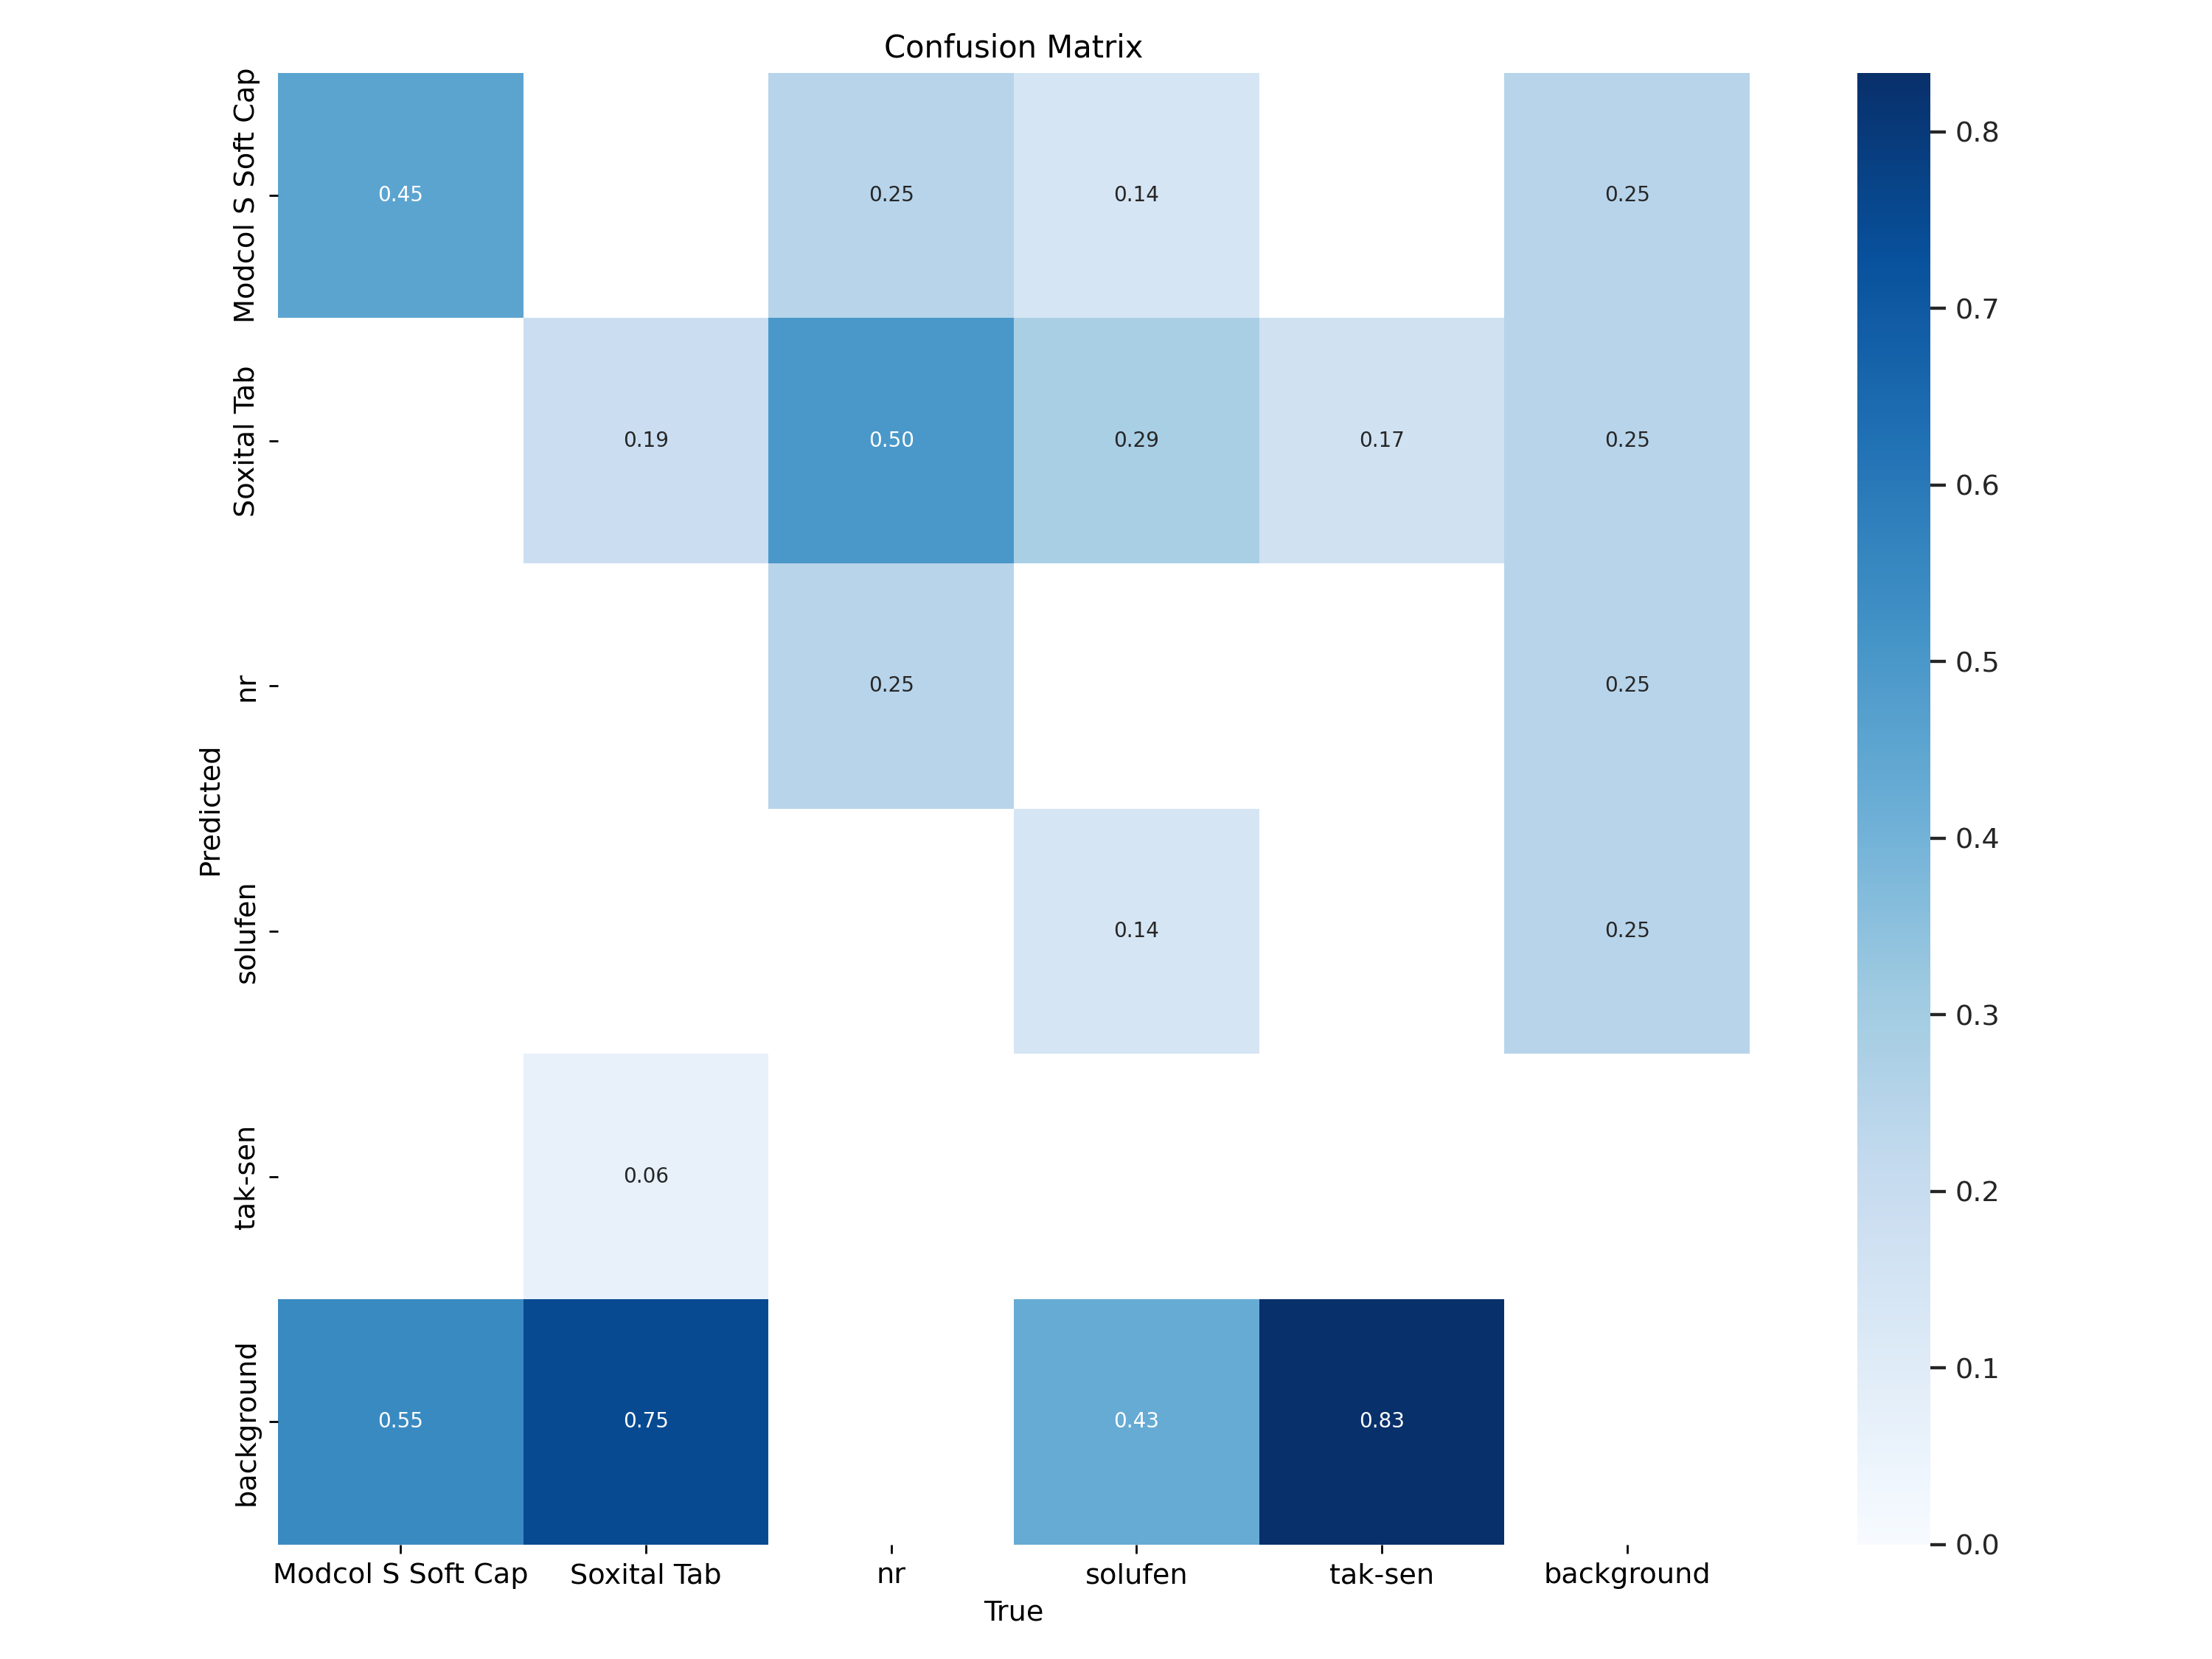 Confusion Matrix
Modcol S Soft Cap
0.45
0.25
0.14
0.25
Soxital Tab
0.19
0.50
0.29
0.17
0.25
nr
0.25
0.25
Predicted
solufen
0.14
0.25
tak-sen
0.06
background
0.55
0.75
0.43
0.83
Modcol S Soft Cap
Soxital Tab
nr
solufen
tak-sen
background
True
0.8
0.7
0.6
0.5
0.4
0.3
0.2
0.1
0.0